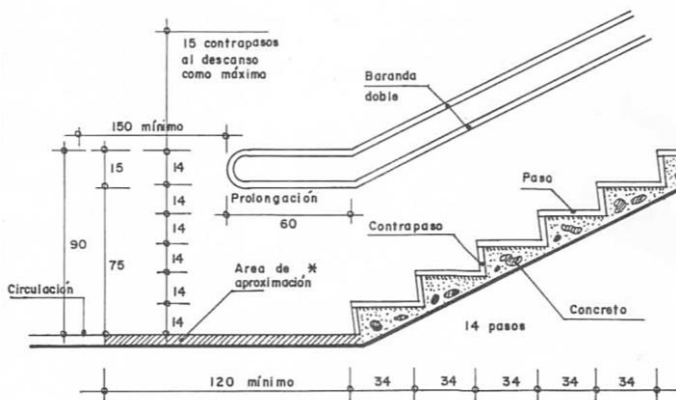 15 contrapasos
al descanso
como máxima
Baranda
doble
150 mínimo
15
14
Prolongación
14
60
Paso
14
Contrapaso
90
75
14
Area de *
aproximación
14
Circulación
14
Concreto
14 pasos
120 mínimo
34
34
34
34
34